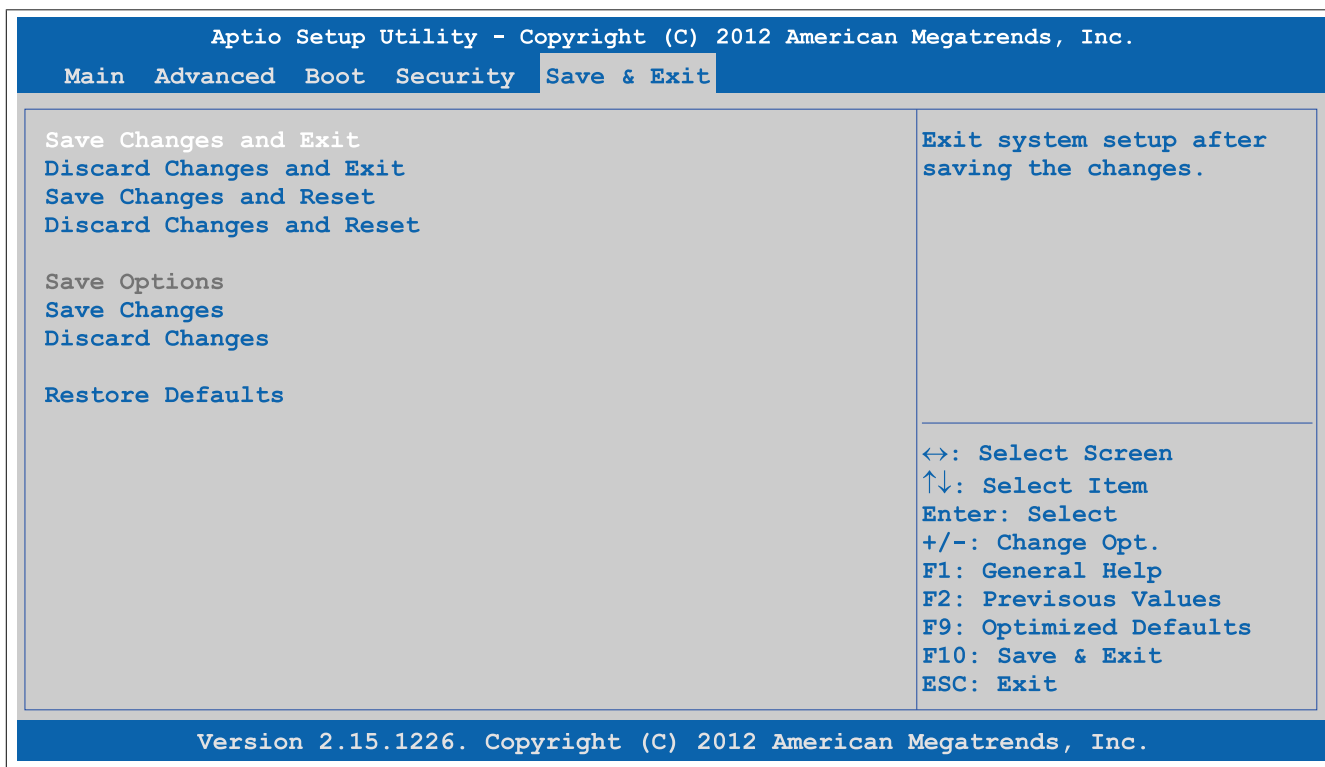 Aptio Setup Utility - Copyright (C) 2012 American Megatrends, Inc.
Main Advanced Boot Security Save & Exit
Save Changes and Exit
Discard Changes and Exit
Save Changes and Reset
Discard Changes and Reset
Save Options
Save Changes
Discard Changes
Restore Defaults
Exit system setup after
saving the changes.
↔: Select Screen
↑↓: Select Item
Enter: Select
+/-: Change Opt.
F1: General Help
F2: Previsous Values
F9: Optimized Defaults
F10: Save & Exit
ESC: Exit
Version 2.15.1226. Copyright (C) 2012 American Megatrends, Inc.